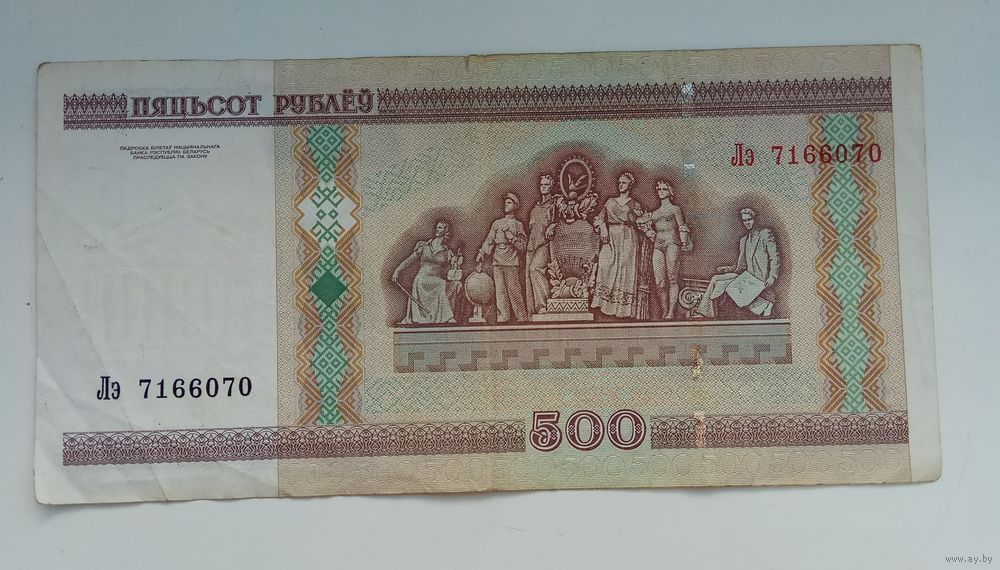 ПЯЦЬСОТ РУБЛЁЎ
ПАДРОБКА БІЛЕТАЎ НАЦЫЯНАЛЬНАГА
БАНКА РЭСПУБЛІКІ БЕЛАРУСЬ
ПРАСЛЕДУЕЦЦА ПА ЗАКОНУ
Лэ 7166070
Лэ 7166070
500
www.ay.by